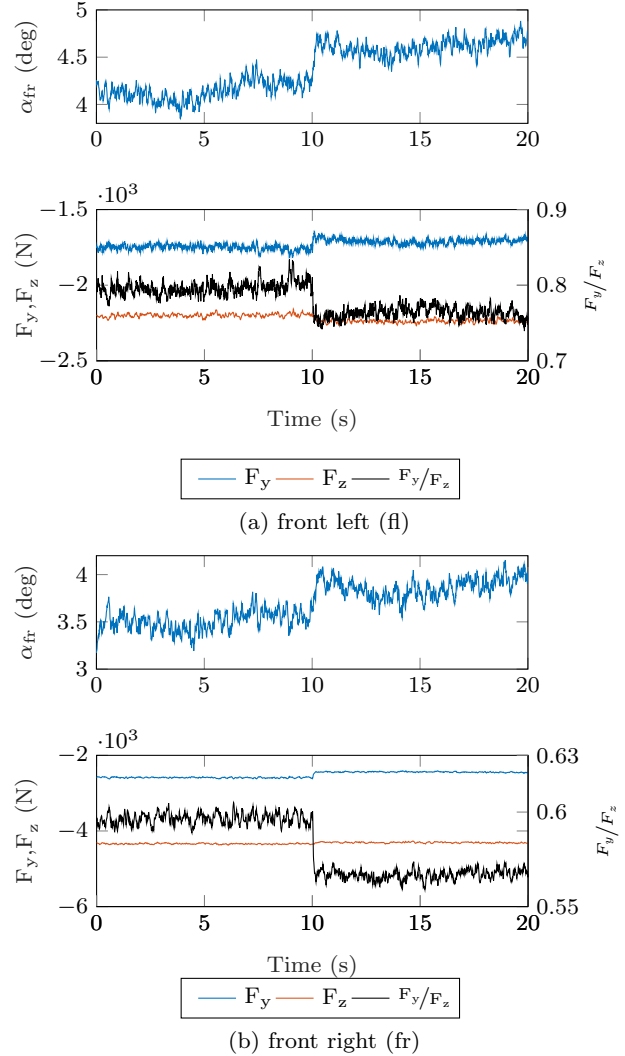 5
4.5
4
α_fr (deg)
0 5 10 15 20
·10³
−1.5
−2
−2.5
F_y,F_z (N)
0.9
0.8
0.7
F_y/F_z
0 5 10 15 20
Time (s)
F_y F_z F_y/F_z
(a) front left (fl)
4
3.5
3
α_fr (deg)
0 5 10 15 20
·10³
−2
−4
−6
F_y,F_z (N)
0.63
0.6
0.55
F_y/F_z
0 5 10 15 20
Time (s)
F_y F_z F_y/F_z
(b) front right (fr)